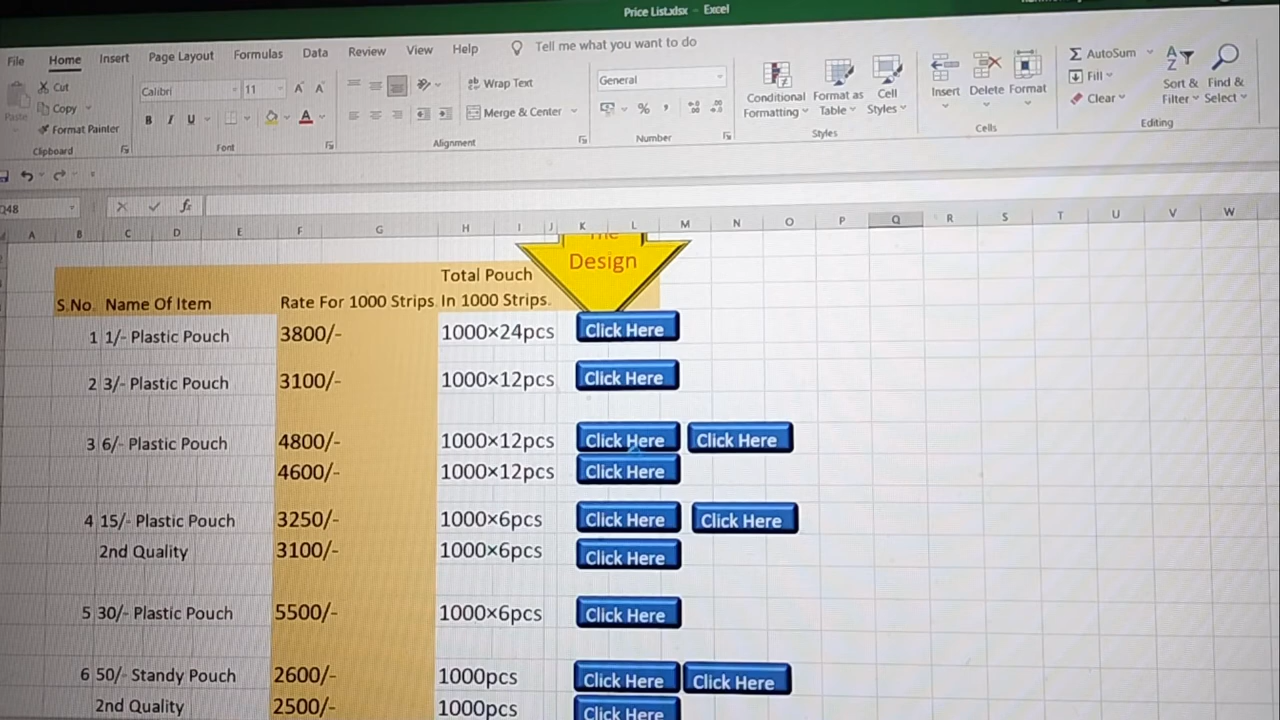 Price List.xlsx - Excel
File Home Insert Page Layout Formulas Data Review View Help Tell me what you want to do
Cut
Copy
Format Painter
Paste
Clipboard
Calibri 11
B I U
Font
Wrap Text
Merge & Center
Alignment
General
Number
Conditional Formatting
Format as Table
Cell Styles
Styles
Insert Delete Format
Cells
AutoSum
Fill
Clear
Sort & Filter
Find & Select
Editing
Q48 fx
A B C D E F G H I J K L M N O P Q R S T U V W
The
Design
Total Pouch
S.No. Name Of Item Rate For 1000 Strips In 1000 Strips.
1 1/- Plastic Pouch 3800/- 1000×24pcs Click Here
2 3/- Plastic Pouch 3100/- 1000×12pcs Click Here
3 6/- Plastic Pouch 4800/- 1000×12pcs Click Here Click Here
4600/- 1000×12pcs Click Here
4 15/- Plastic Pouch 3250/- 1000×6pcs Click Here Click Here
2nd Quality 3100/- 1000×6pcs Click Here
5 30/- Plastic Pouch 5500/- 1000×6pcs Click Here
6 50/- Standy Pouch 2600/- 1000pcs Click Here Click Here
2nd Quality 2500/- 1000pcs Click Here